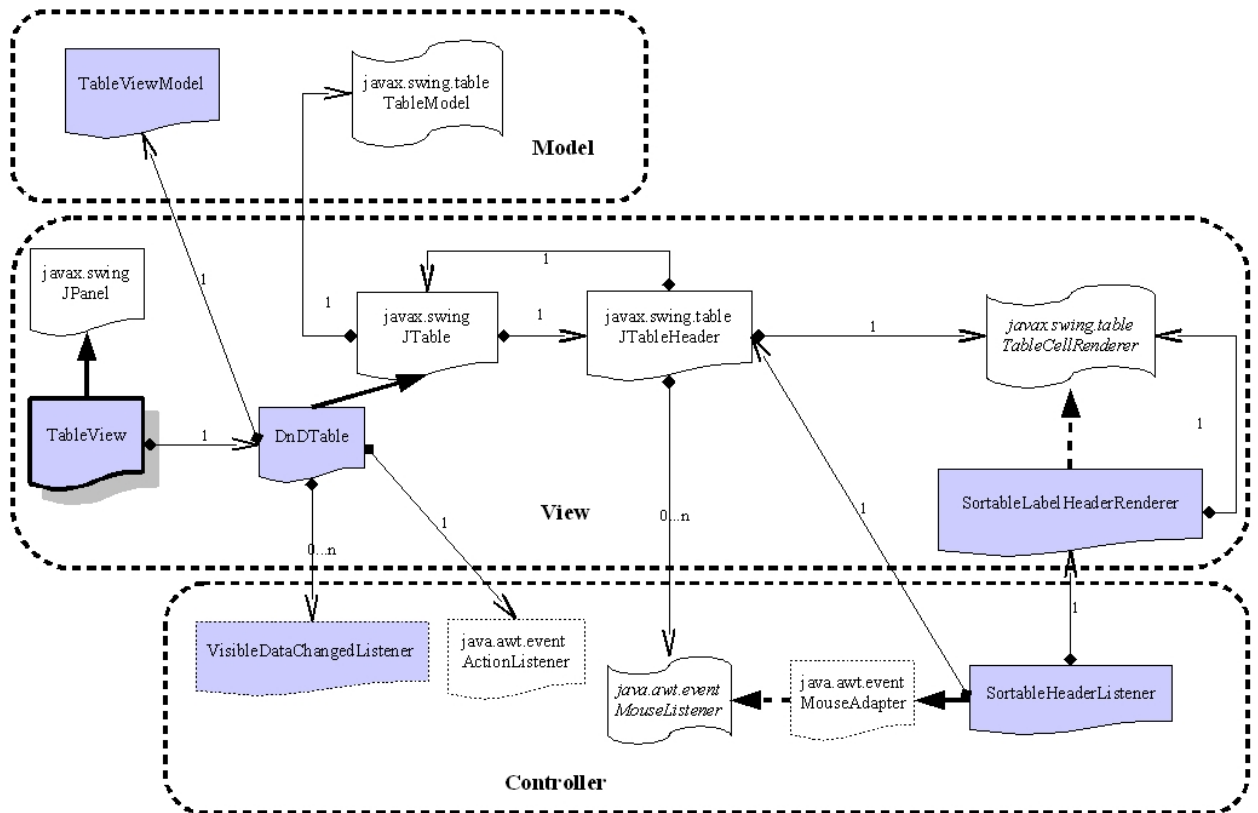 TableViewModel
javax.swing.table
TableModel
Model
javax.swing
JPanel
1
1
1
javax.swing
JTable
1
javax.swing.table
JTableHeader
1
javax.swing.table
TableCellRenderer
1
TableView
1
DnDTable
SortableLabelHeaderRenderer
View
1
0...n
0...n
1
1
VisibleDataChangedListener
java.awt.event
ActionListener
java.awt.event
MouseListener
java.awt.event
MouseAdapter
SortableHeaderListener
Controller